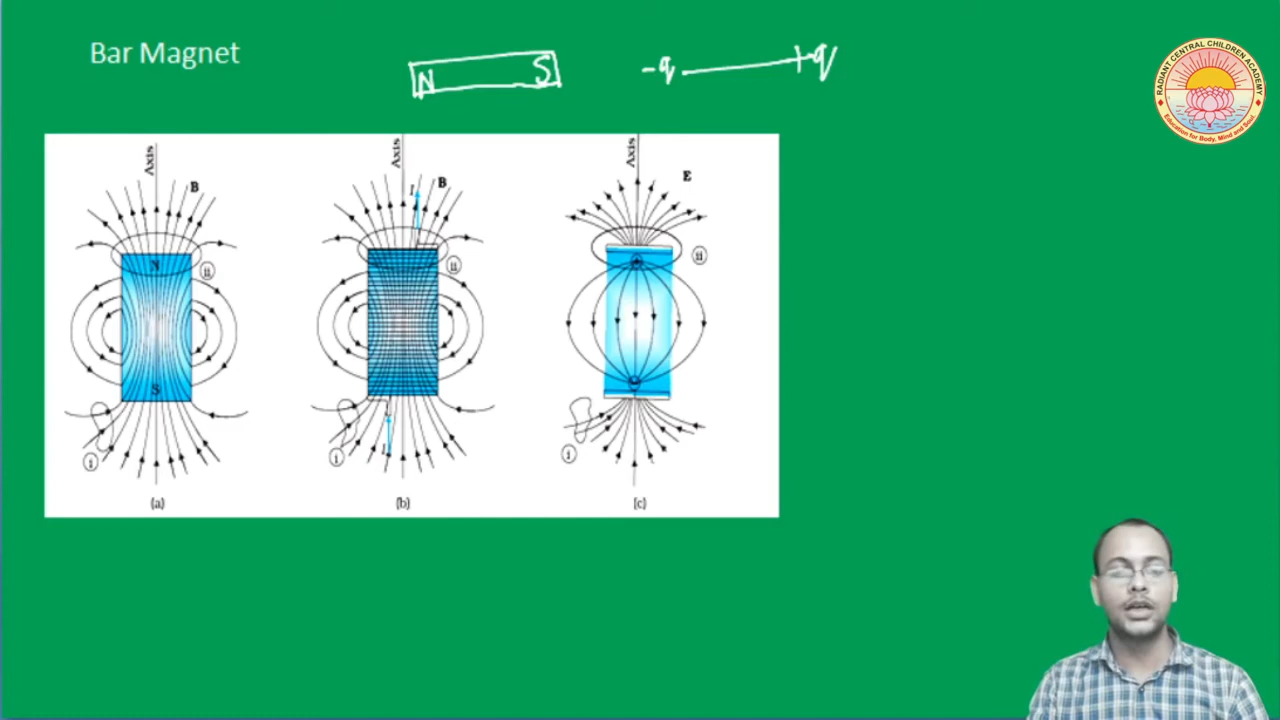 Bar Magnet
N S
-q +q
RADIANT CENTRAL CHILDREN ACADEMY
Education for Body, Mind and Soul
Axis B
Axis I B
Axis E
N ii
ii
ii
S
i
i I
i
(a) (b) (c)